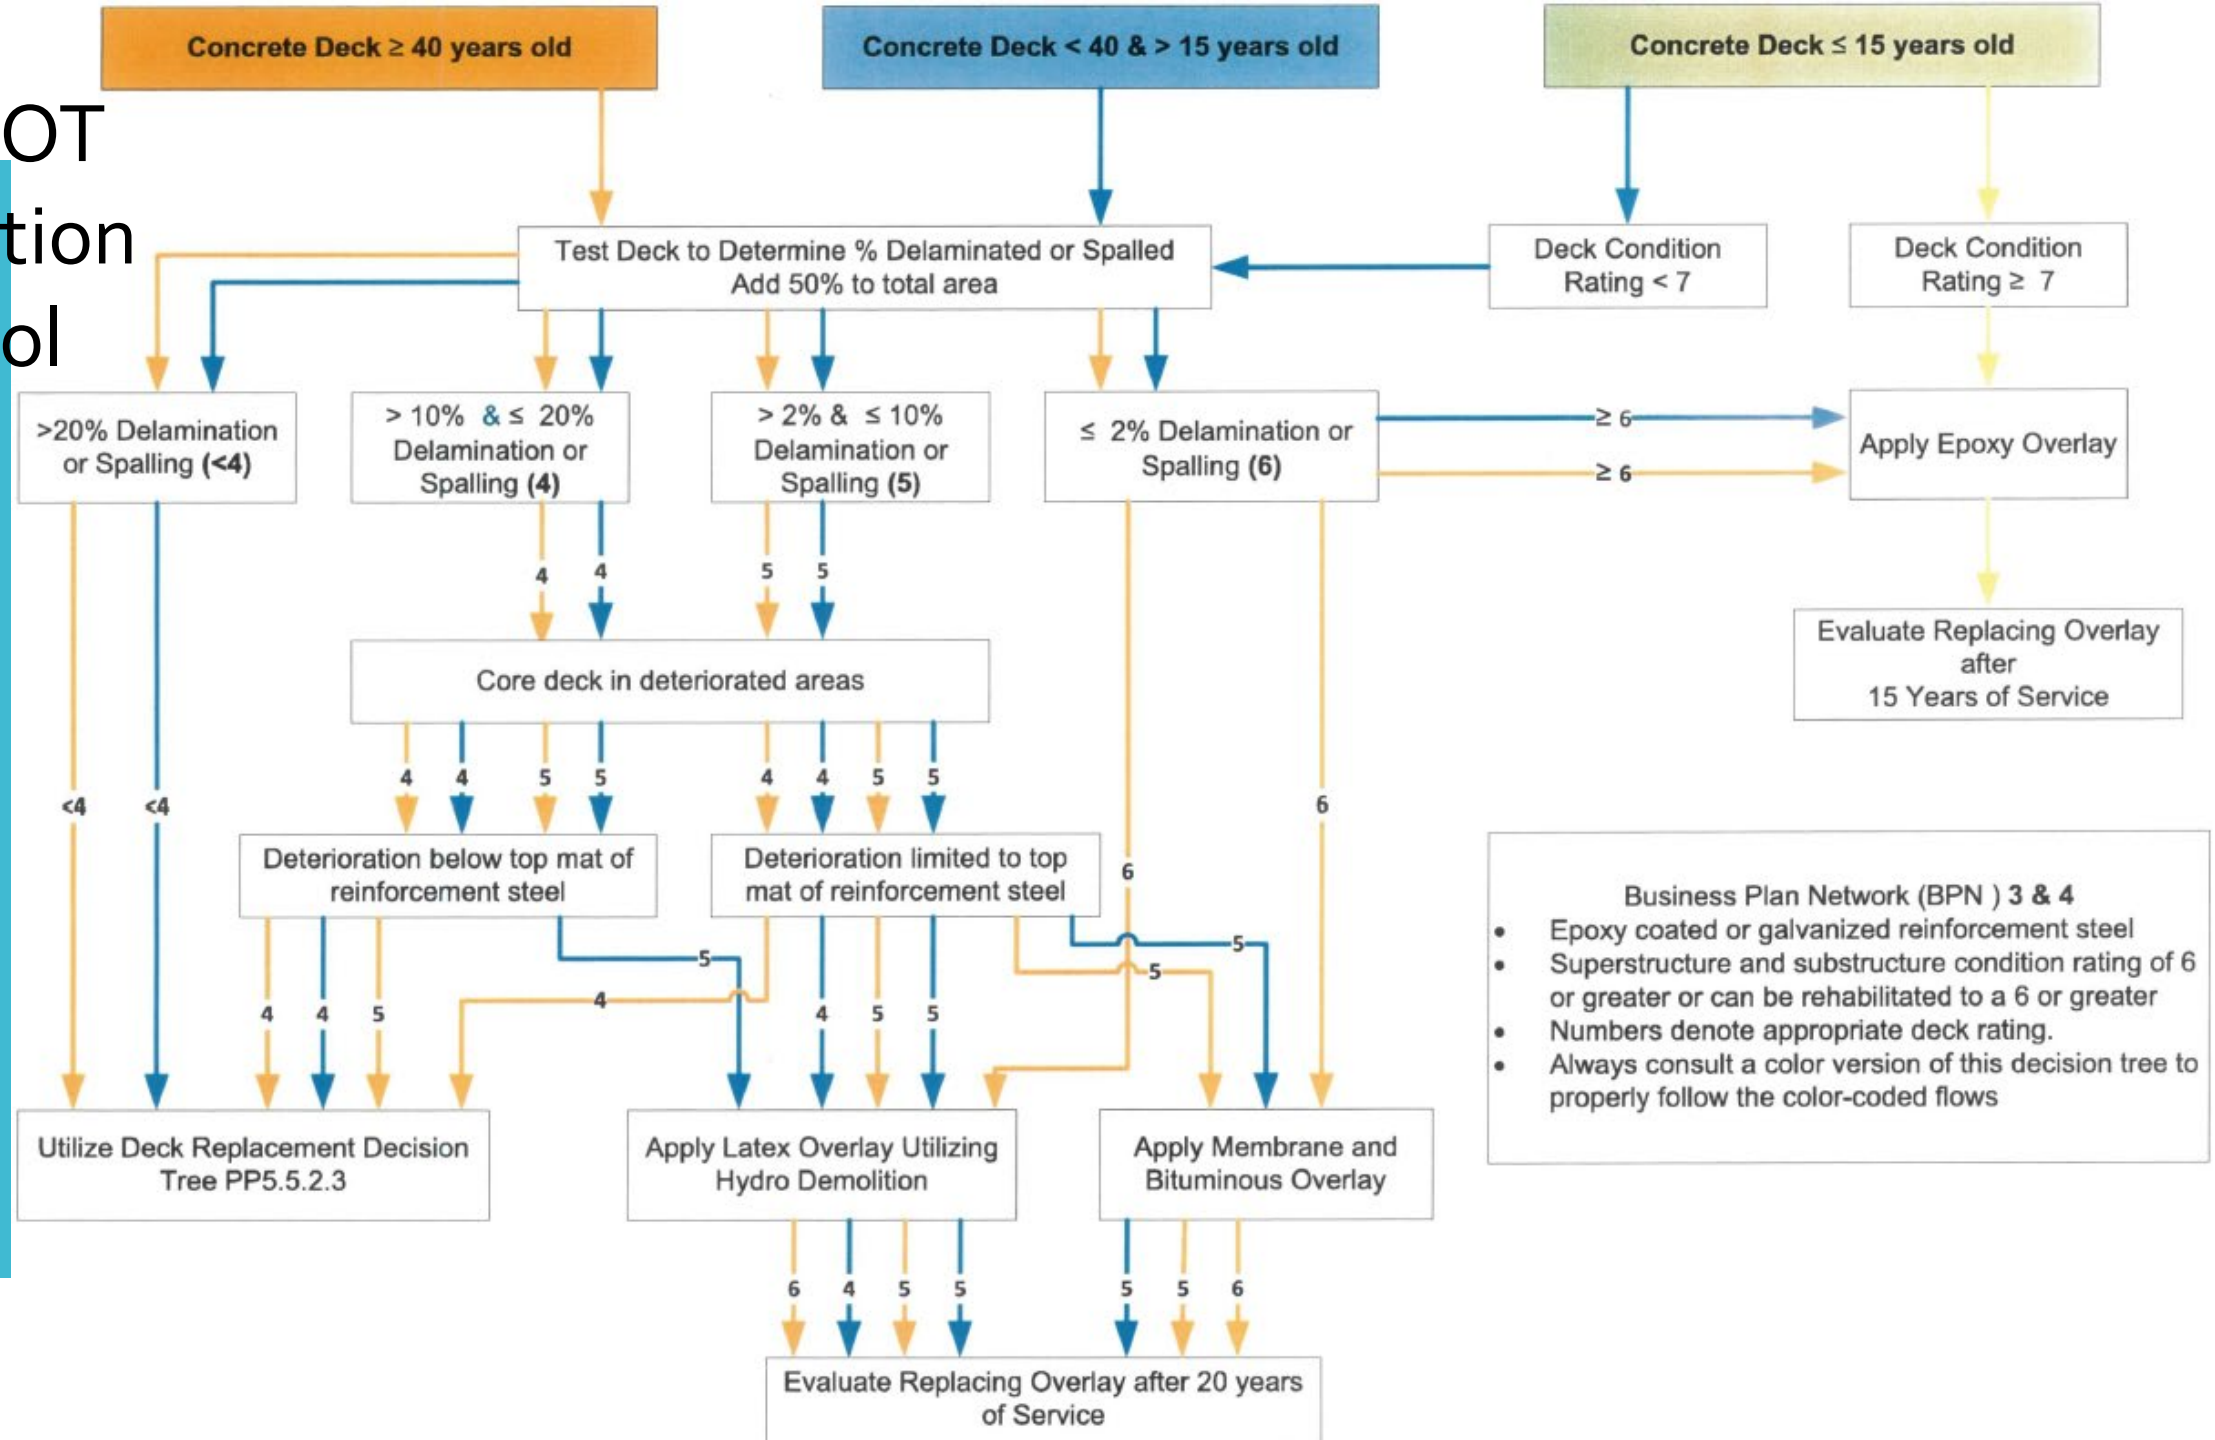 Concrete Deck ≥ 40 years old
Concrete Deck < 40 & > 15 years old
Concrete Deck ≤ 15 years old
OT
tion
ol
Test Deck to Determine % Delaminated or Spalled
Add 50% to total area
Deck Condition
Rating < 7
Deck Condition
Rating ≥ 7
>20% Delamination
or Spalling (<4)
> 10% & ≤ 20%
Delamination or
Spalling (4)
> 2% & ≤ 10%
Delamination or
Spalling (5)
≤ 2% Delamination or
Spalling (6)
≥ 6
≥ 6
Apply Epoxy Overlay
4
4
5
5
Evaluate Replacing Overlay
after
15 Years of Service
Core deck in deteriorated areas
4
4
5
5
4
4
5
5
<4
<4
6
6
Deterioration below top mat of
reinforcement steel
Deterioration limited to top
mat of reinforcement steel
5
5
5
4
4
4
5
4
5
5
Business Plan Network (BPN ) 3 & 4
• Epoxy coated or galvanized reinforcement steel
• Superstructure and substructure condition rating of 6
or greater or can be rehabilitated to a 6 or greater
• Numbers denote appropriate deck rating.
• Always consult a color version of this decision tree to
properly follow the color-coded flows
Utilize Deck Replacement Decision
Tree PP5.5.2.3
Apply Latex Overlay Utilizing
Hydro Demolition
Apply Membrane and
Bituminous Overlay
6
4
5
5
5
5
6
Evaluate Replacing Overlay after 20 years
of Service